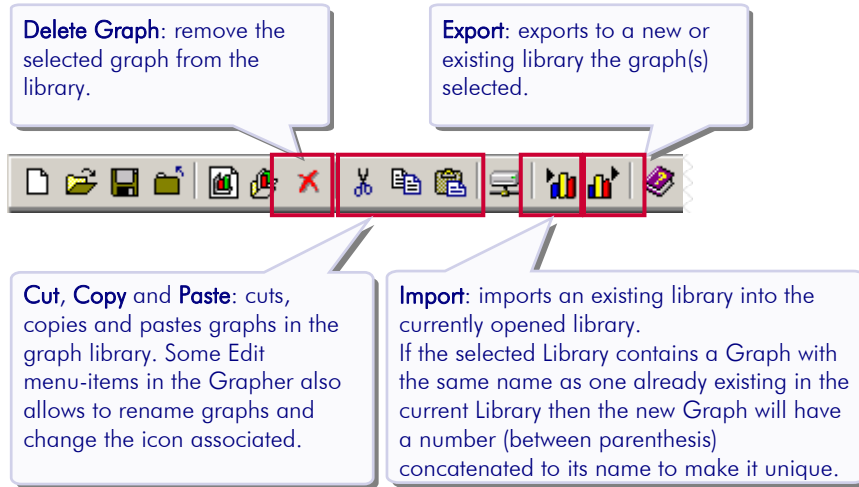 Delete Graph: remove the
selected graph from the
library.
Export: exports to a new or
existing library the graph(s)
selected.
Cut, Copy and Paste: cuts,
copies and pastes graphs in the
graph library. Some Edit
menu-items in the Grapher also
allows to rename graphs and
change the icon associated.
Import: imports an existing library into the
currently opened library.
If the selected Library contains a Graph with
the same name as one already existing in the
current Library then the new Graph will have
a number (between parenthesis)
concatenated to its name to make it unique.